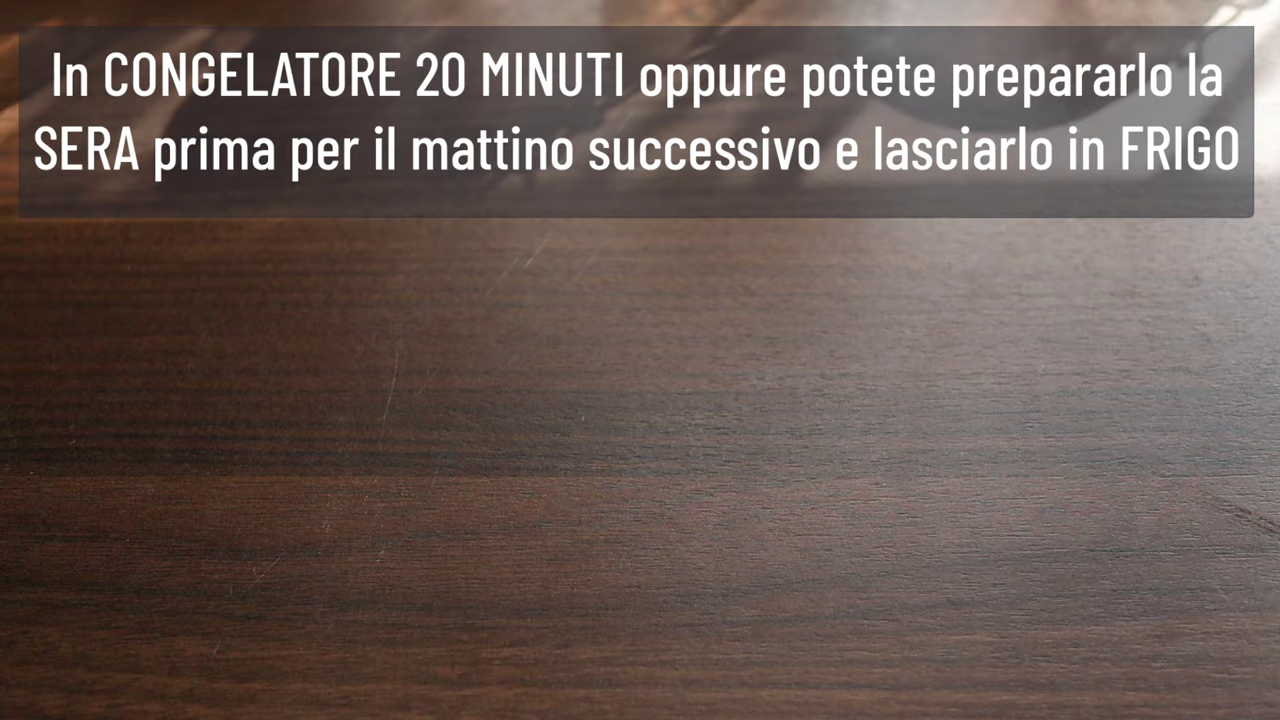 In CONGELATORE 20 MINUTI oppure potete prepararlo la
SERA prima per il mattino successivo e lasciarlo in FRIGO